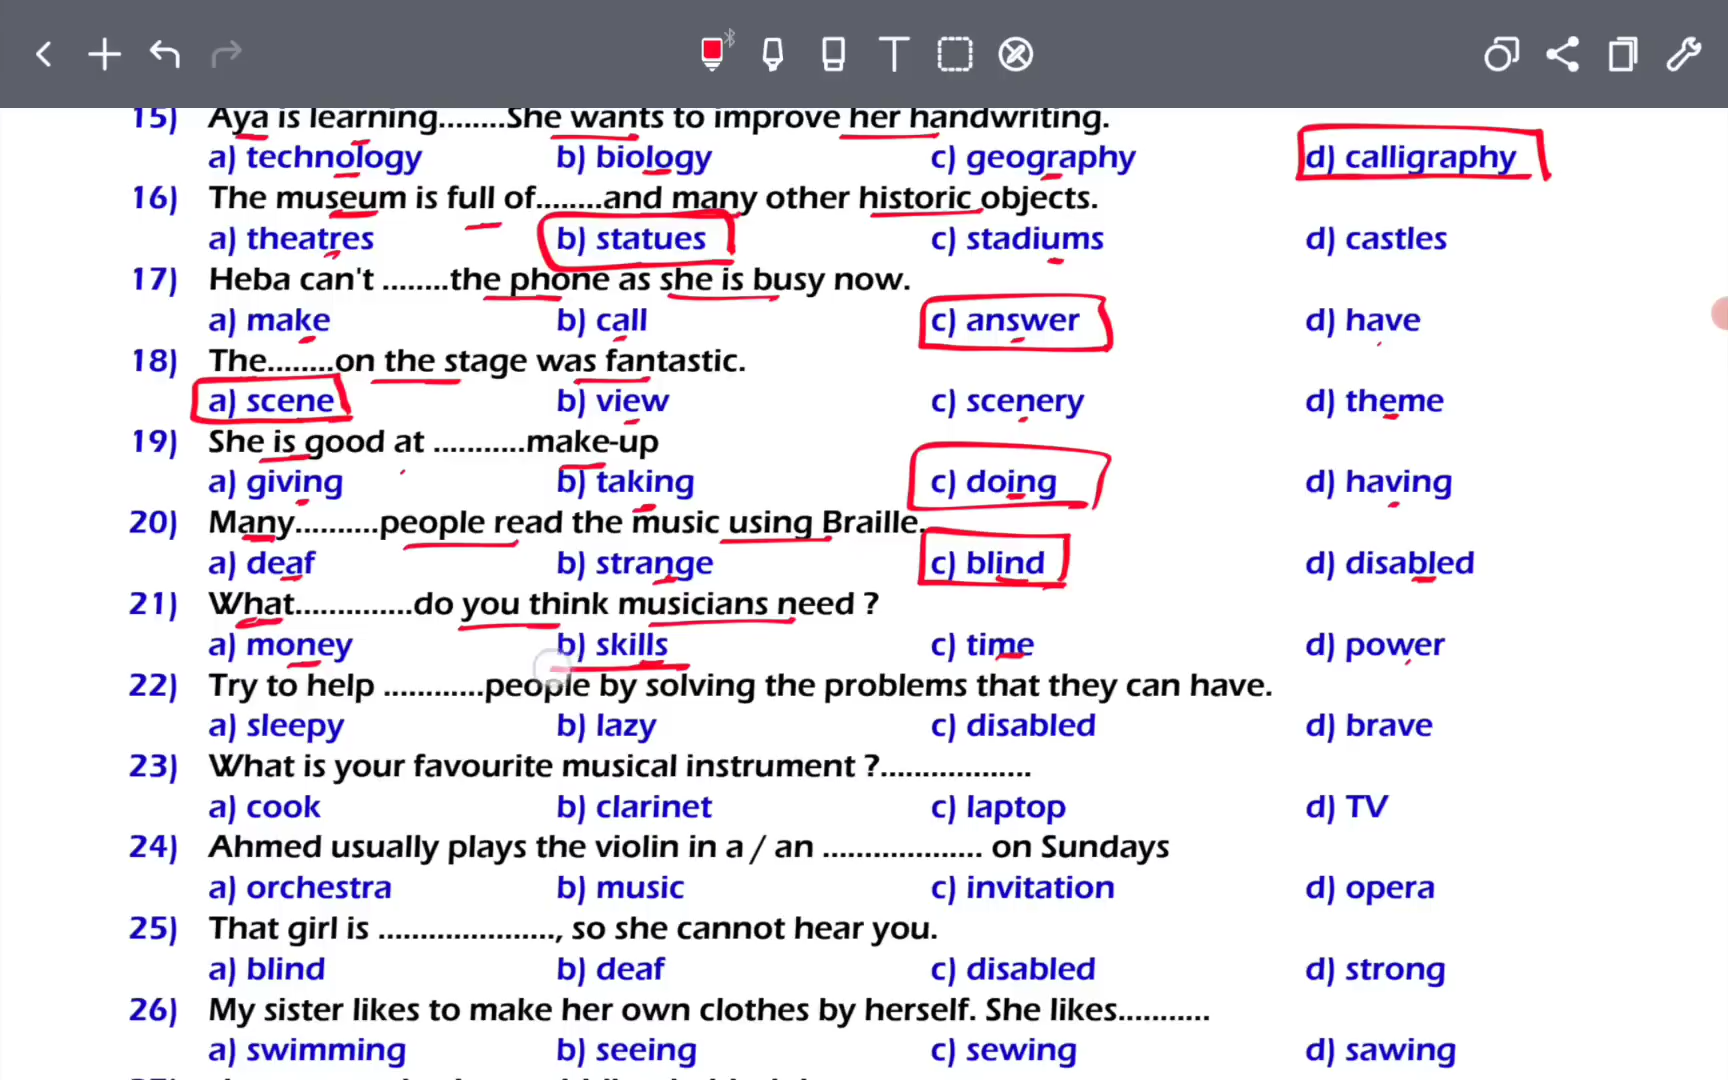 15) Aya is learning........She wants to improve her handwriting.
a) technology b) biology c) geography d) calligraphy
16) The museum is full of........and many other historic objects.
a) theatres b) statues c) stadiums d) castles
17) Heba can't ........the phone as she is busy now.
a) make b) call c) answer d) have
18) The........on the stage was fantastic.
a) scene b) view c) scenery d) theme
19) She is good at ...........make-up
a) giving b) taking c) doing d) having
20) Many..........people read the music using Braille.
a) deaf b) strange c) blind d) disabled
21) What..............do you think musicians need ?
a) money b) skills c) time d) power
22) Try to help ............people by solving the problems that they can have.
a) sleepy b) lazy c) disabled d) brave
23) What is your favourite musical instrument ?..................
a) cook b) clarinet c) laptop d) TV
24) Ahmed usually plays the violin in a / an ................... on Sundays
a) orchestra b) music c) invitation d) opera
25) That girl is ....................., so she cannot hear you.
a) blind b) deaf c) disabled d) strong
26) My sister likes to make her own clothes by herself. She likes...........
a) swimming b) seeing c) sewing d) sawing